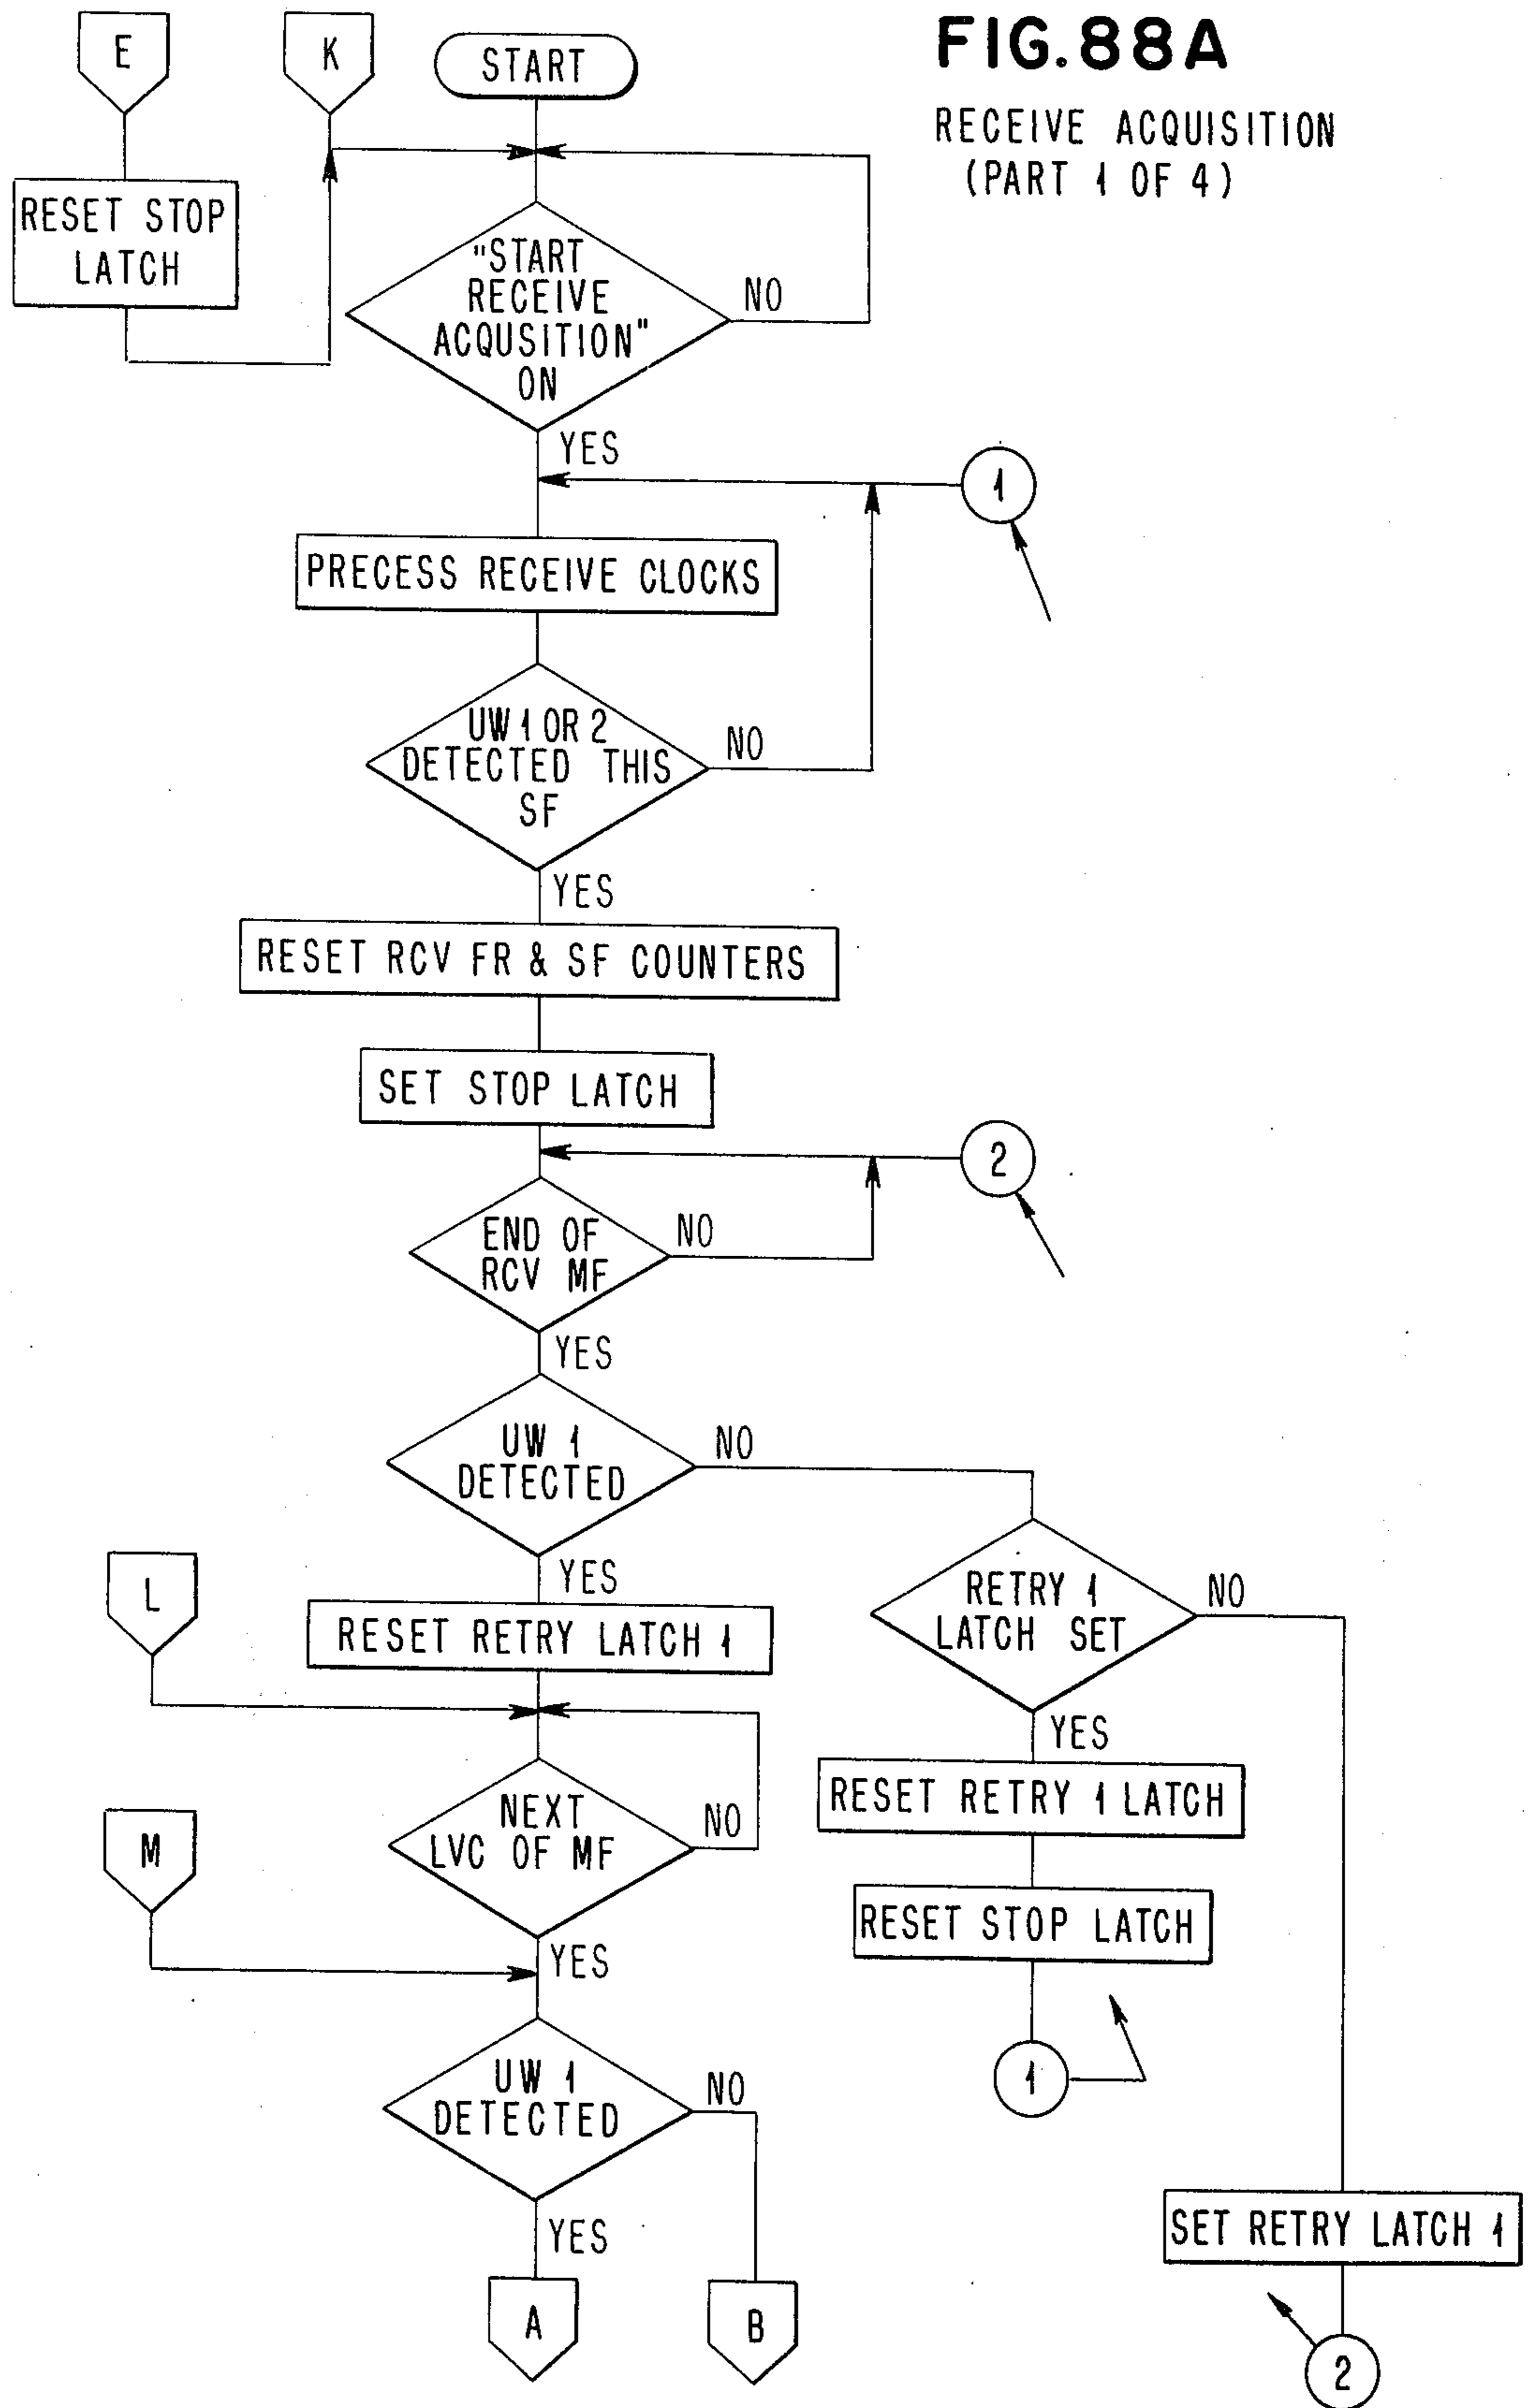 FIG.88A
RECEIVE ACQUISITION
(PART 1 OF 4)
E
K
START
RESET STOP
LATCH
"START
RECEIVE
ACQUSITION"
ON
NO
YES
1
PRECESS RECEIVE CLOCKS
UW 1 OR 2
DETECTED THIS
SF
NO
YES
RESET RCV FR & SF COUNTERS
SET STOP LATCH
2
END OF
RCV MF
NO
YES
UW 1
DETECTED
NO
YES
L
RESET RETRY LATCH 1
RETRY 1
LATCH SET
NO
YES
NEXT
LVC OF MF
NO
YES
M
RESET RETRY 1 LATCH
RESET STOP LATCH
1
UW 1
DETECTED
NO
YES
SET RETRY LATCH 1
A
B
2